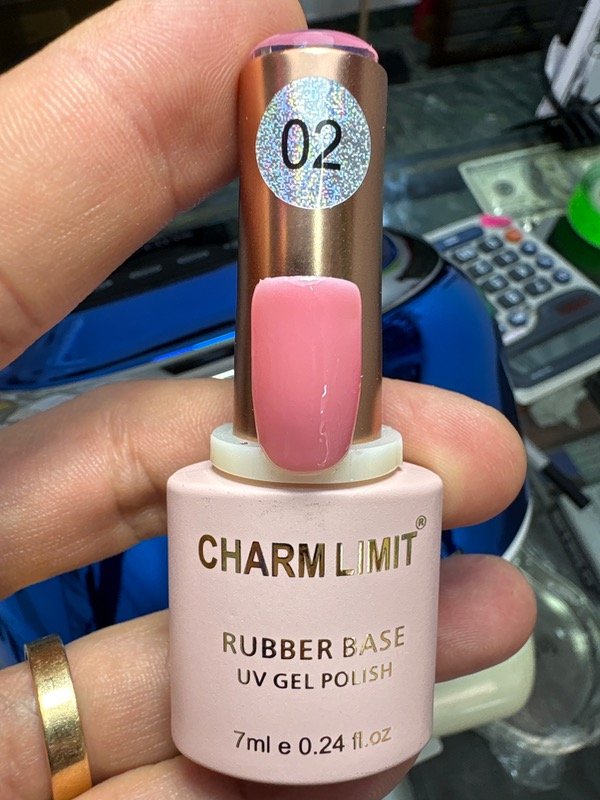 02
CHARM LIMIT®
RUBBER BASE
UV GEL POLISH
7ml e 0.24 fl.oz